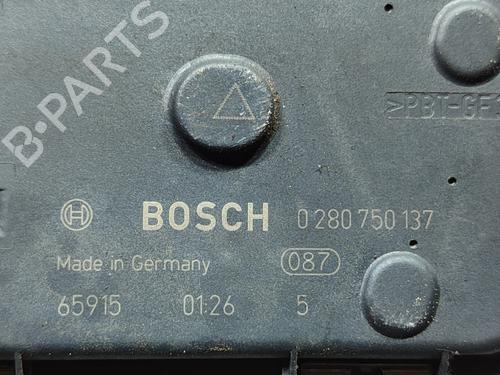 B-PARTS
>PBT-GF
BOSCH 0 280 750 137
Made in Germany 087
65915 01:26 5